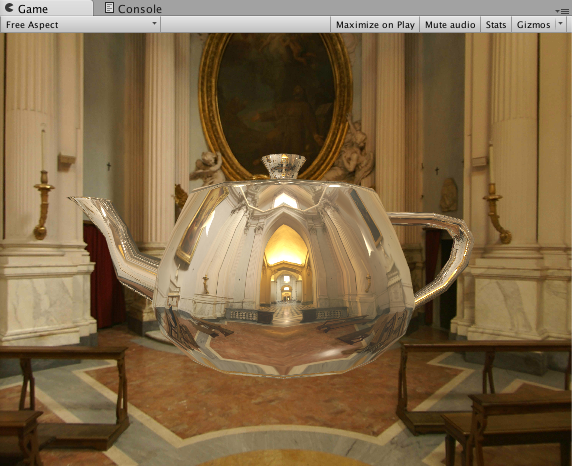 Game
Console
Free Aspect
Maximize on Play
Mute audio
Stats
Gizmos